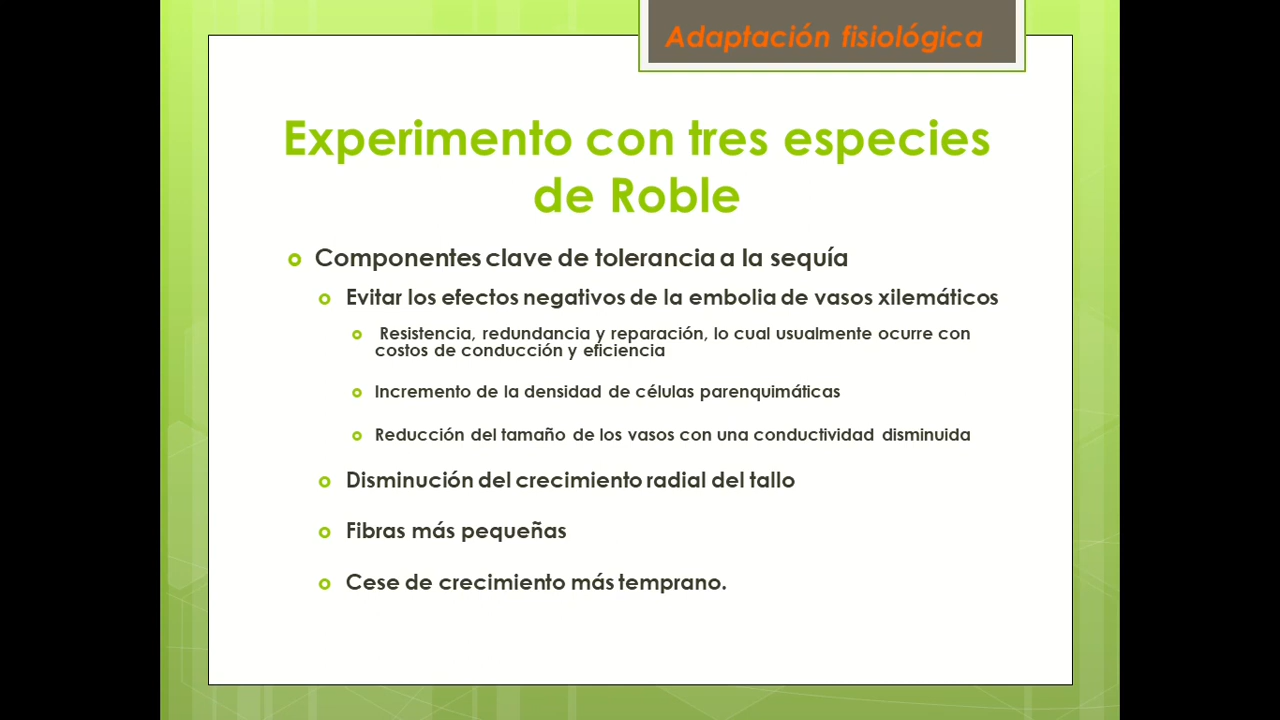 Adaptación fisiológica
Experimento con tres especies
de Roble
Componentes clave de tolerancia a la sequía
Evitar los efectos negativos de la embolia de vasos xilemáticos
Resistencia, redundancia y reparación, lo cual usualmente ocurre con
costos de conducción y eficiencia
Incremento de la densidad de células parenquimáticas
Reducción del tamaño de los vasos con una conductividad disminuida
Disminución del crecimiento radial del tallo
Fibras más pequeñas
Cese de crecimiento más temprano.